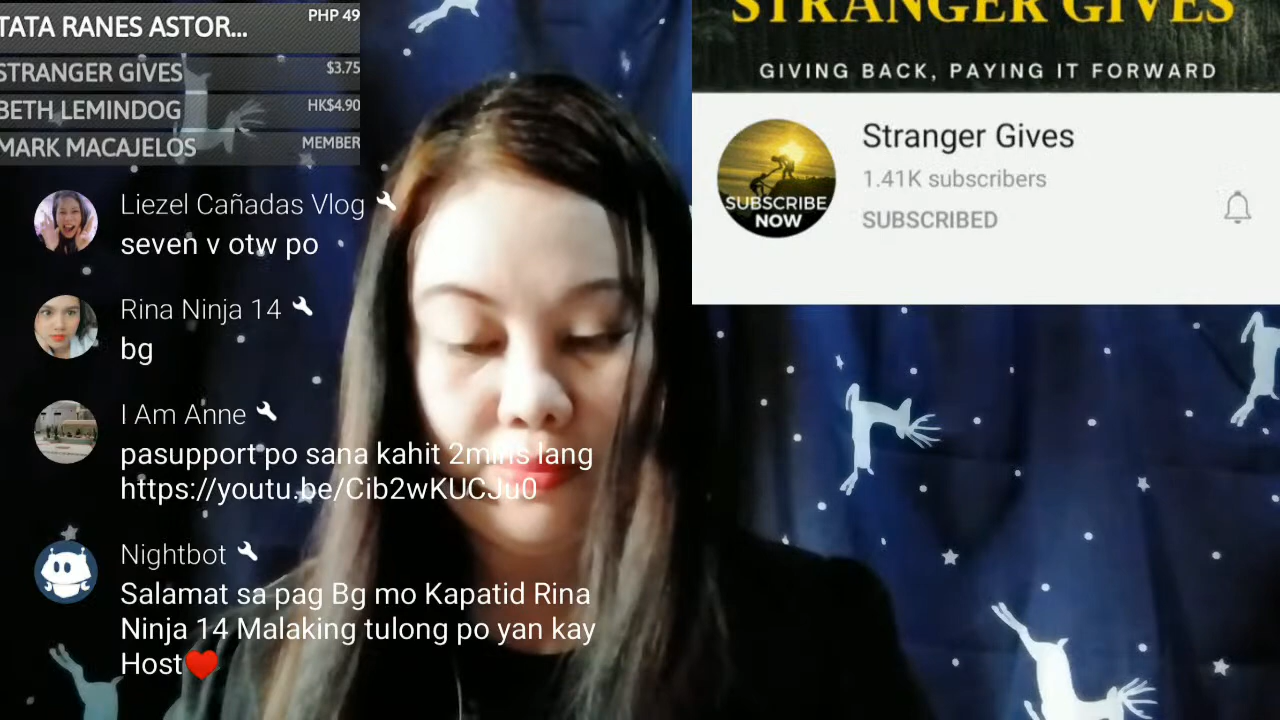 TATA RANES ASTOR... PHP 49
STRANGER GIVES $3.75
BETH LEMINDOG HK$4.90
MARK MACAJELOS MEMBER
Liezel Cañadas Vlog
seven v otw po
Rina Ninja 14
bg
I Am Anne
pasupport po sana kahit 2mins lang
https://youtu.be/Cib2wKUCJu0
Nightbot
Salamat sa pag Bg mo Kapatid Rina
Ninja 14 Malaking tulong po yan kay
Host❤️
STRANGER GIVES
GIVING BACK, PAYING IT FORWARD
SUBSCRIBE
NOW
Stranger Gives
1.41K subscribers
SUBSCRIBED